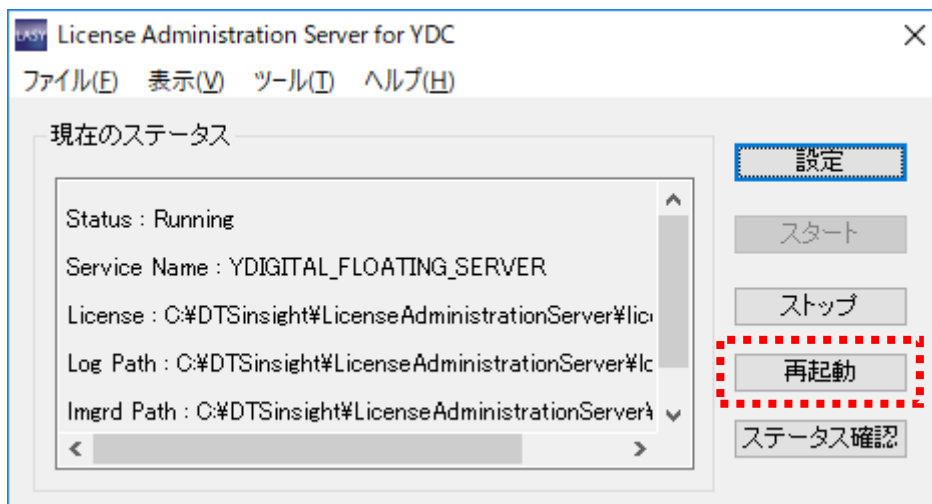 LASY License Administration Server for YDC
ファイル(F) 表示(V) ツール(T) ヘルプ(H)
現在のステータス
Status : Running
Service Name : YDIGITAL_FLOATING_SERVER
License : C:¥DTSinsight¥LicenseAdministrationServer¥lic
Log Path : C:¥DTSinsight¥LicenseAdministrationServer¥lc
lmgrd Path : C:¥DTSinsight¥LicenseAdministrationServer¥
設定
スタート
ストップ
再起動
ステータス確認